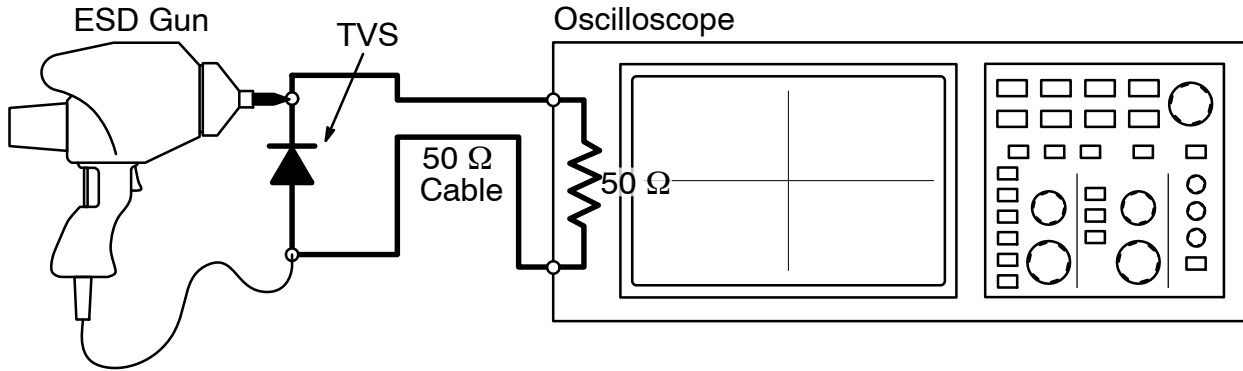 ESD Gun
TVS
Oscilloscope
50 Ω
Cable
50 Ω